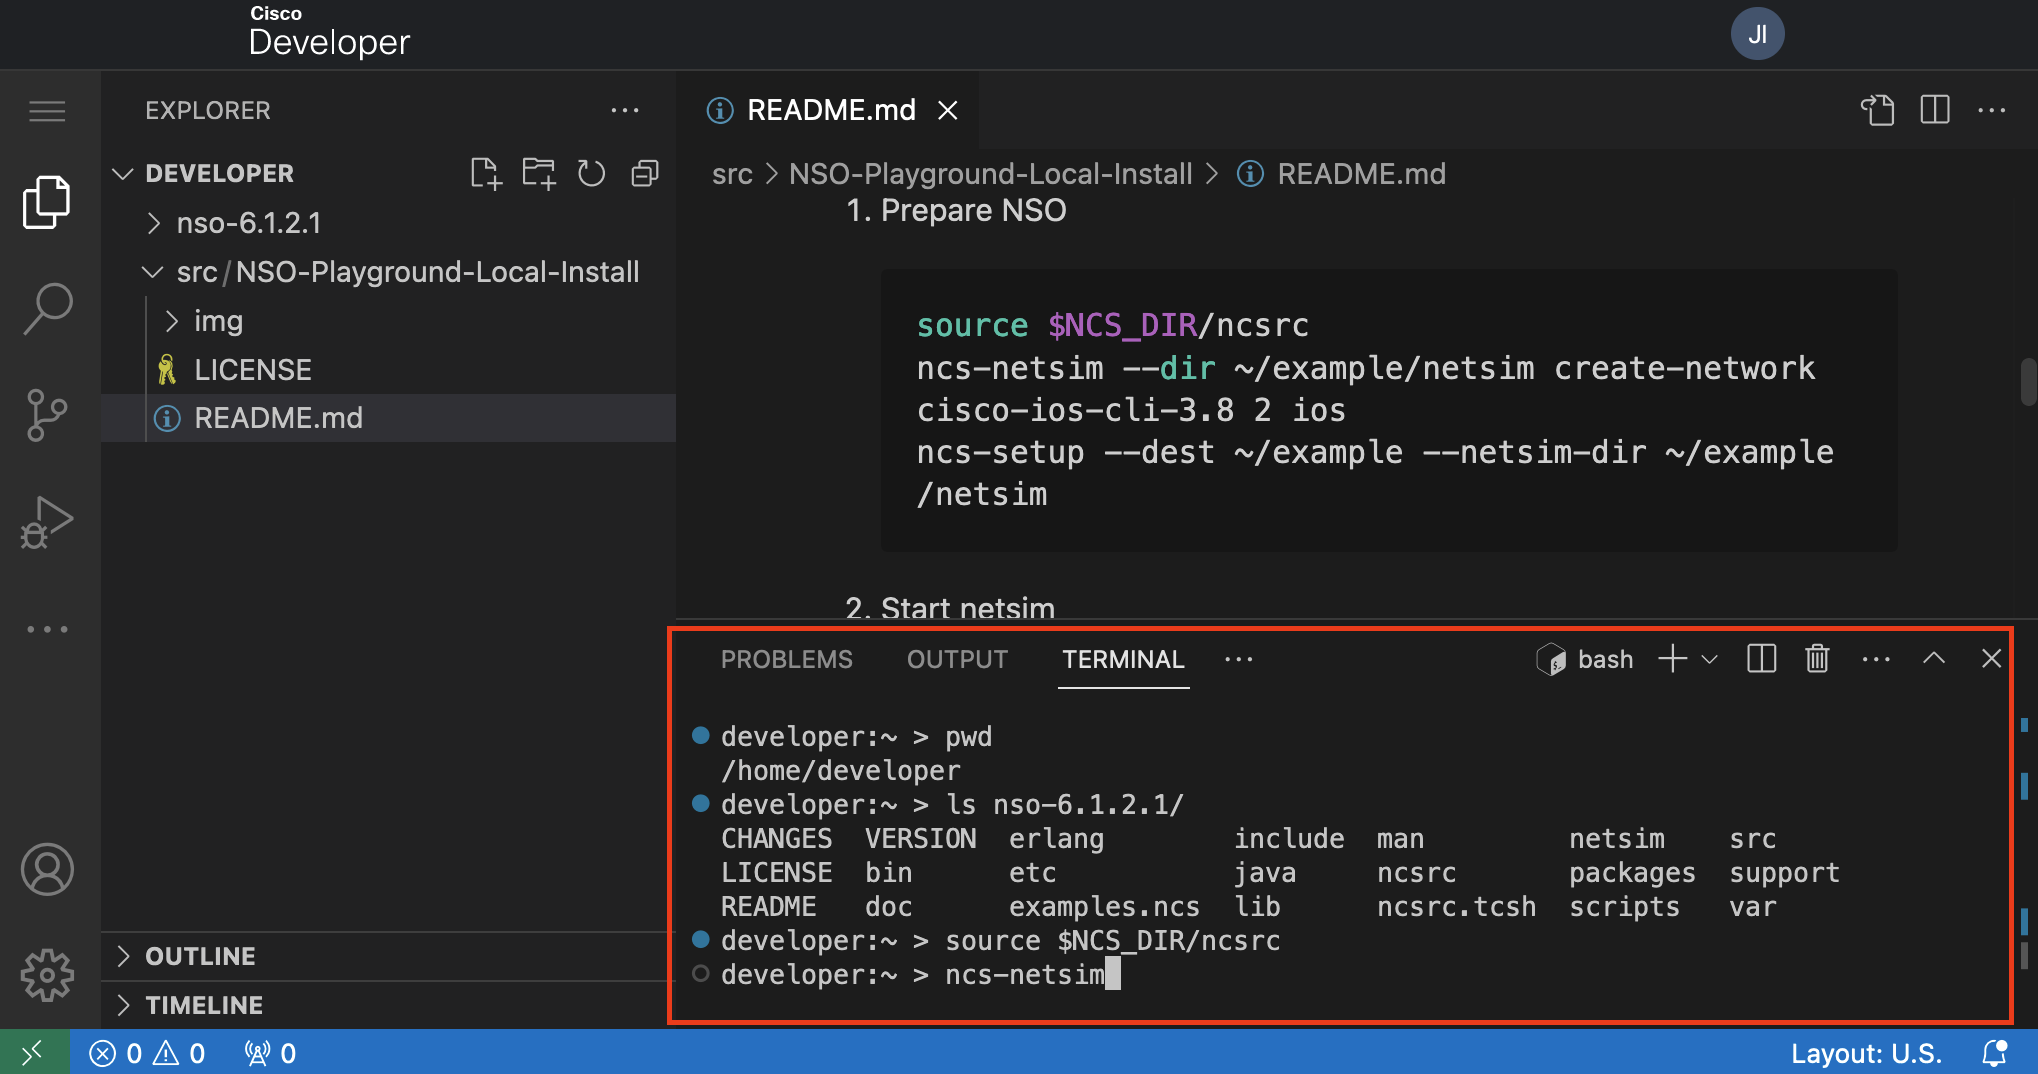 Cisco
Developer
JI
EXPLORER
DEVELOPER
nso-6.1.2.1
src/NSO-Playground-Local-Install
img
LICENSE
README.md
OUTLINE
TIMELINE
README.md
src > NSO-Playground-Local-Install > README.md
1. Prepare NSO
source $NCS_DIR/ncsrc
ncs-netsim --dir ~/example/netsim create-network
cisco-ios-cli-3.8 2 ios
ncs-setup --dest ~/example --netsim-dir ~/example
/netsim
2. Start netsim
PROBLEMS OUTPUT TERMINAL
bash
developer:~ > pwd
/home/developer
developer:~ > ls nso-6.1.2.1/
CHANGES VERSION erlang include man netsim src
LICENSE bin etc java ncsrc packages support
README doc examples.ncs lib ncsrc.tcsh scripts var
developer:~ > source $NCS_DIR/ncsrc
developer:~ > ncs-netsim
0 0 0
Layout: U.S.